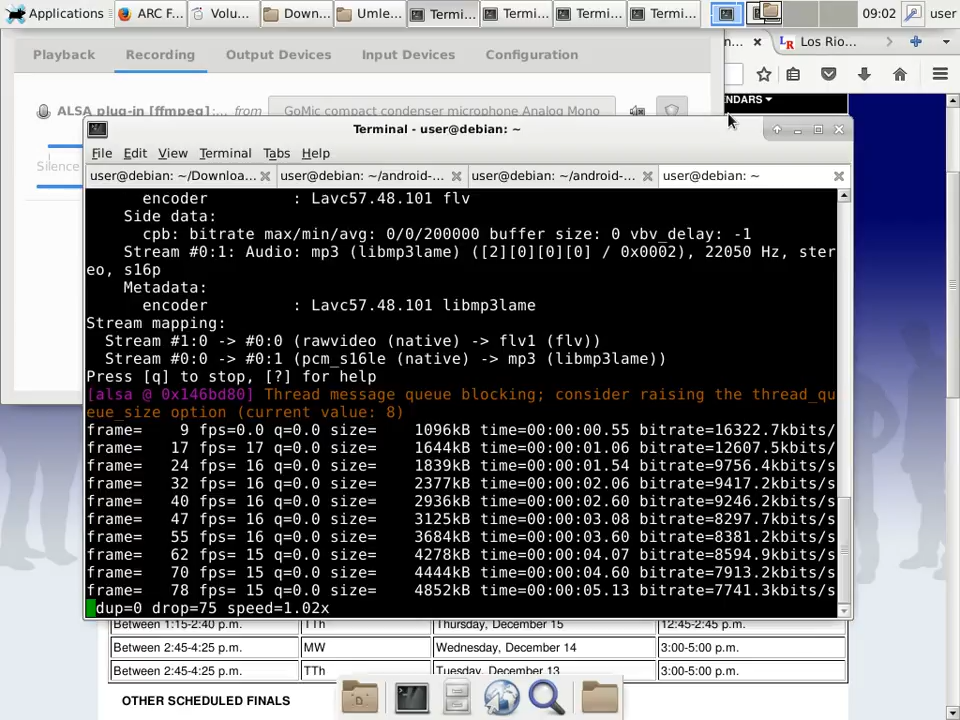 Applications
ARC F...
Volu...
Down...
Umle...
Termi...
Termi...
Termi...
Termi...
09:02
user
Playback
Recording
Output Devices
Input Devices
Configuration
n...
Los Rio...
ALSA plug-in [ffmpeg]:...
from
GoMic compact condenser microphone Analog Mono
NDARS
Silence
Terminal - user@debian: ~
File Edit View Terminal Tabs Help
user@debian: ~/Downloa...
user@debian: ~/android-...
user@debian: ~/android-...
user@debian: ~
encoder : Lavc57.48.101 flv
Side data:
cpb: bitrate max/min/avg: 0/0/200000 buffer size: 0 vbv_delay: -1
Stream #0:1: Audio: mp3 (libmp3lame) ([2][0][0][0] / 0x0002), 22050 Hz, ster
eo, s16p
Metadata:
encoder : Lavc57.48.101 libmp3lame
Stream mapping:
Stream #1:0 -> #0:0 (rawvideo (native) -> flv1 (flv))
Stream #0:0 -> #0:1 (pcm_s16le (native) -> mp3 (libmp3lame))
Press [q] to stop, [?] for help
[alsa @ 0x146bd80] Thread message queue blocking; consider raising the thread_qu
eue_size option (current value: 8)
frame= 9 fps=0.0 q=0.0 size= 1096kB time=00:00:00.55 bitrate=16322.7kbits/
frame= 17 fps= 17 q=0.0 size= 1644kB time=00:00:01.06 bitrate=12607.5kbits/
frame= 24 fps= 16 q=0.0 size= 1839kB time=00:00:01.54 bitrate=9756.4kbits/s
frame= 32 fps= 16 q=0.0 size= 2377kB time=00:00:02.06 bitrate=9417.2kbits/s
frame= 40 fps= 16 q=0.0 size= 2936kB time=00:00:02.60 bitrate=9246.2kbits/s
frame= 47 fps= 16 q=0.0 size= 3125kB time=00:00:03.08 bitrate=8297.7kbits/s
frame= 55 fps= 16 q=0.0 size= 3684kB time=00:00:03.60 bitrate=8381.2kbits/s
frame= 62 fps= 15 q=0.0 size= 4278kB time=00:00:04.07 bitrate=8594.9kbits/s
frame= 70 fps= 15 q=0.0 size= 4444kB time=00:00:04.60 bitrate=7913.2kbits/s
frame= 78 fps= 15 q=0.0 size= 4852kB time=00:00:05.13 bitrate=7741.3kbits/s
dup=0 drop=75 speed=1.02x
Between 1:15-2:40 p.m. TTh Thursday, December 15 12:45-2:45 p.m.
Between 2:45-4:25 p.m. MW Wednesday, December 14 3:00-5:00 p.m.
Between 2:45-4:25 p.m. TTh Tuesday, December 13 3:00-5:00 p.m.
OTHER SCHEDULED FINALS